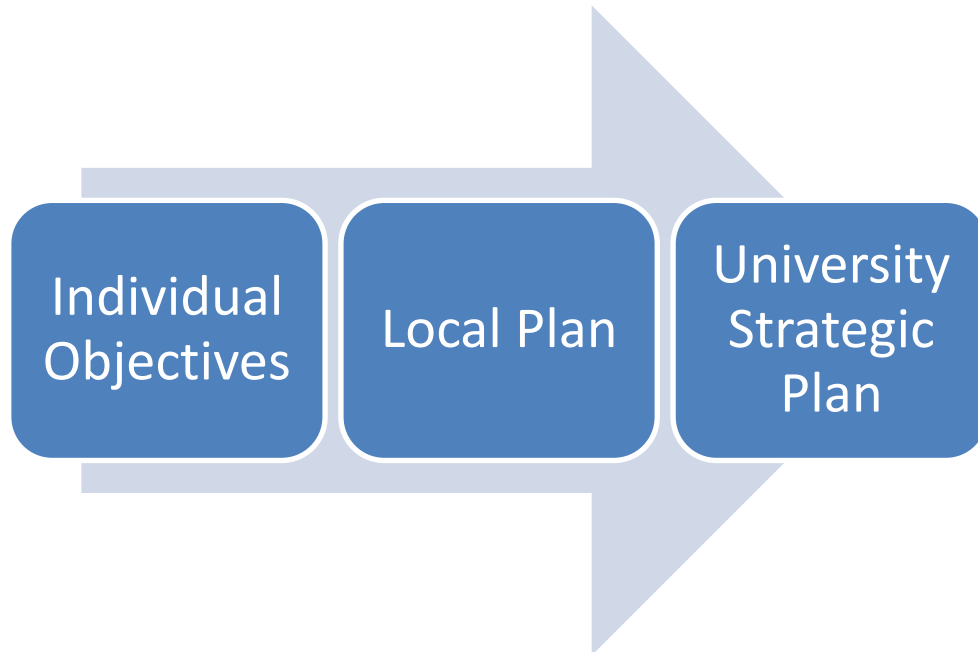 Individual
Objectives
Local Plan
University
Strategic
Plan